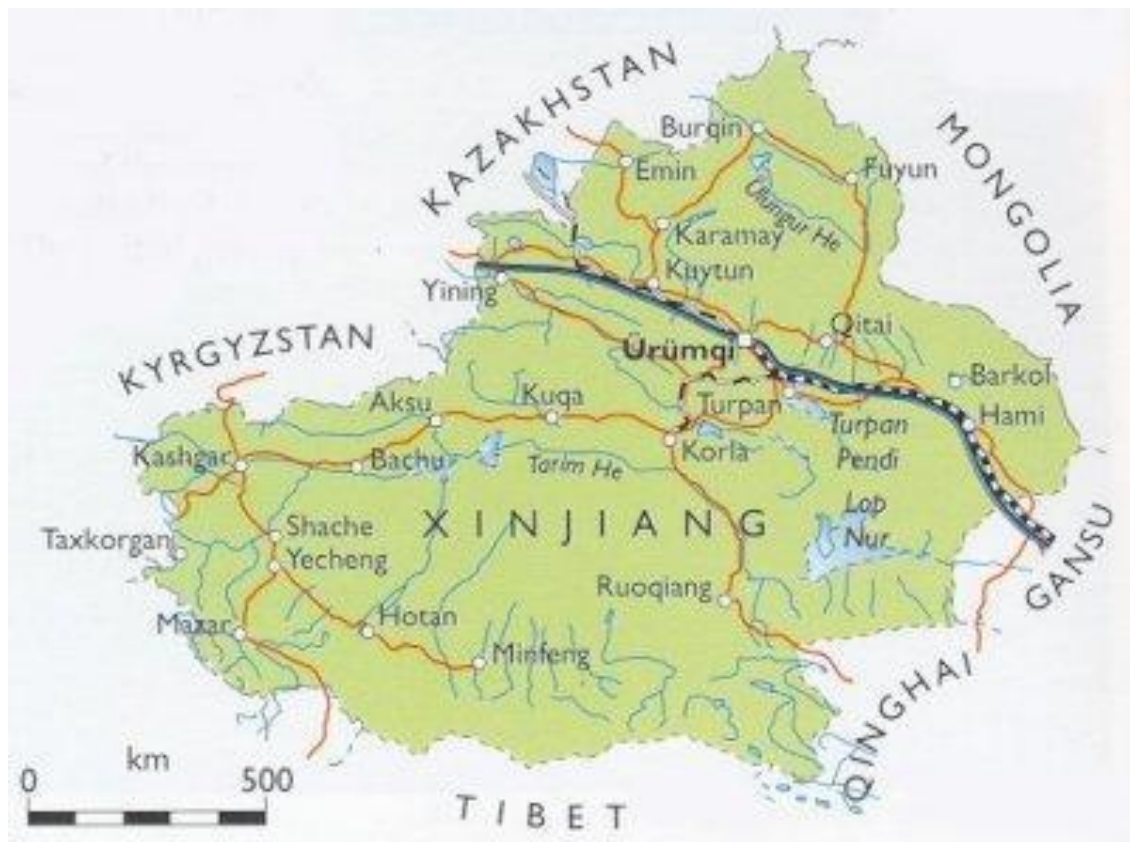 KAZAKHSTAN
MONGOLIA
Burqin
Emin
Fuyun
Ulungur He
Karamay
Kuytun
Yining
Qitai
Ürümqi
KYRGYZSTAN
Barkol
Aksu
Kuqa
Turpan
Hami
Turpan
Pendi
Kashgar
Bachu
Tarim He
Korla
XINJIANG
Lop
Nur
Shache
Taxkorgan
Yecheng
GANSU
Ruoqiang
Hotan
Mazar
Minfeng
QINGHAI
km
0 500
TIBET